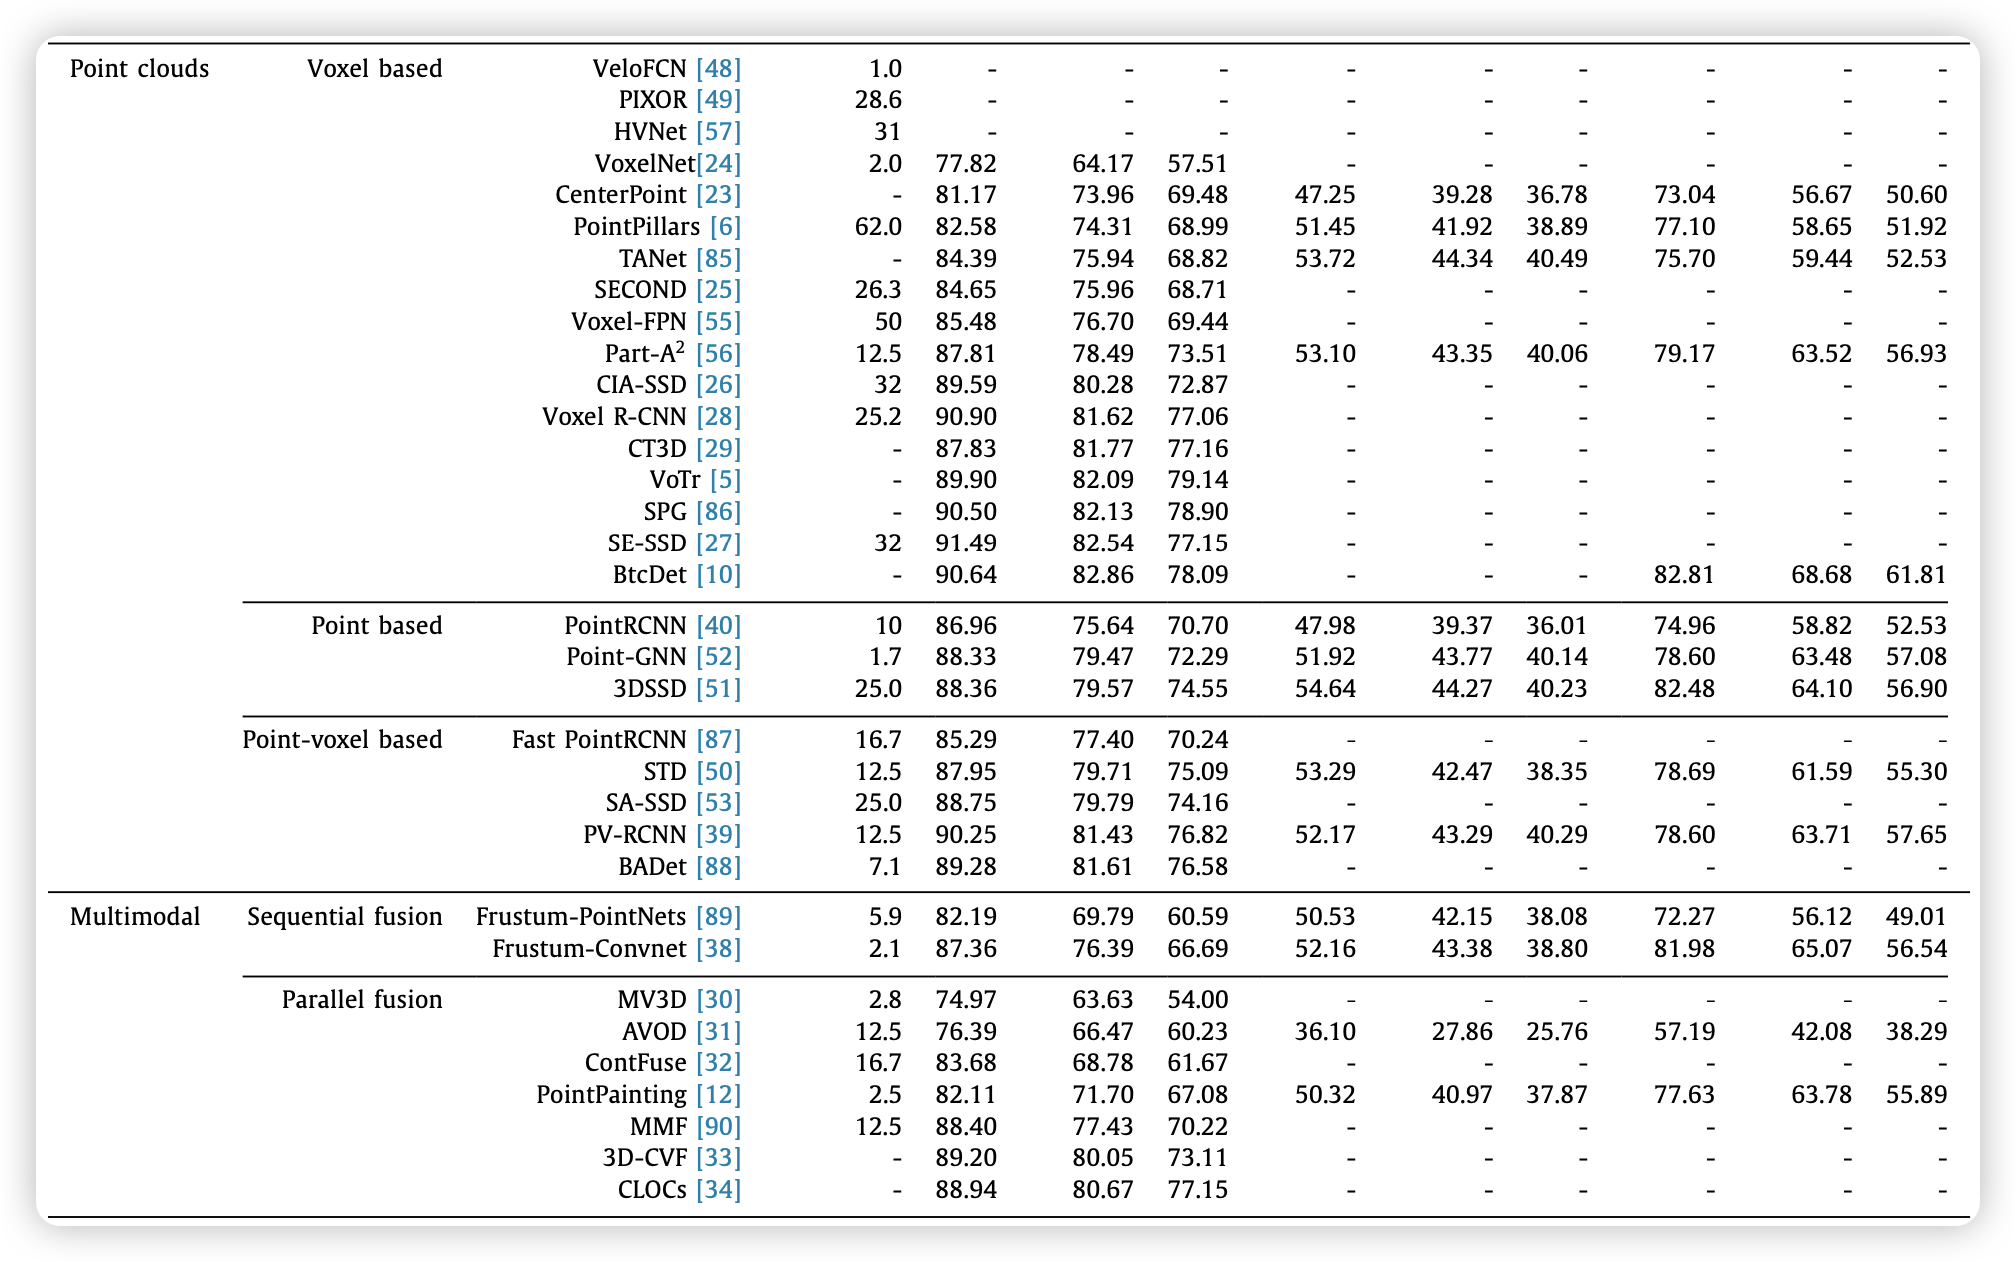 Point clouds Voxel based VeloFCN [48] 1.0 - - - - - - - - -
PIXOR [49] 28.6 - - - - - - - - -
HVNet [57] 31 - - - - - - - - -
VoxelNet[24] 2.0 77.82 64.17 57.51 - - - - - -
CenterPoint [23] - 81.17 73.96 69.48 47.25 39.28 36.78 73.04 56.67 50.60
PointPillars [6] 62.0 82.58 74.31 68.99 51.45 41.92 38.89 77.10 58.65 51.92
TANet [85] - 84.39 75.94 68.82 53.72 44.34 40.49 75.70 59.44 52.53
SECOND [25] 26.3 84.65 75.96 68.71 - - - - - -
Voxel-FPN [55] 50 85.48 76.70 69.44 - - - - - -
Part-A² [56] 12.5 87.81 78.49 73.51 53.10 43.35 40.06 79.17 63.52 56.93
CIA-SSD [26] 32 89.59 80.28 72.87 - - - - - -
Voxel R-CNN [28] 25.2 90.90 81.62 77.06 - - - - - -
CT3D [29] - 87.83 81.77 77.16 - - - - - -
VoTr [5] - 89.90 82.09 79.14 - - - - - -
SPG [86] - 90.50 82.13 78.90 - - - - - -
SE-SSD [27] 32 91.49 82.54 77.15 - - - - - -
BtcDet [10] - 90.64 82.86 78.09 - - - 82.81 68.68 61.81
Point based PointRCNN [40] 10 86.96 75.64 70.70 47.98 39.37 36.01 74.96 58.82 52.53
Point-GNN [52] 1.7 88.33 79.47 72.29 51.92 43.77 40.14 78.60 63.48 57.08
3DSSD [51] 25.0 88.36 79.57 74.55 54.64 44.27 40.23 82.48 64.10 56.90
Point-voxel based Fast PointRCNN [87] 16.7 85.29 77.40 70.24 - - - - - -
STD [50] 12.5 87.95 79.71 75.09 53.29 42.47 38.35 78.69 61.59 55.30
SA-SSD [53] 25.0 88.75 79.79 74.16 - - - - - -
PV-RCNN [39] 12.5 90.25 81.43 76.82 52.17 43.29 40.29 78.60 63.71 57.65
BADet [88] 7.1 89.28 81.61 76.58 - - - - - -
Multimodal Sequential fusion Frustum-PointNets [89] 5.9 82.19 69.79 60.59 50.53 42.15 38.08 72.27 56.12 49.01
Frustum-Convnet [38] 2.1 87.36 76.39 66.69 52.16 43.38 38.80 81.98 65.07 56.54
Parallel fusion MV3D [30] 2.8 74.97 63.63 54.00 - - - - - -
AVOD [31] 12.5 76.39 66.47 60.23 36.10 27.86 25.76 57.19 42.08 38.29
ContFuse [32] 16.7 83.68 68.78 61.67 - - - - - -
PointPainting [12] 2.5 82.11 71.70 67.08 50.32 40.97 37.87 77.63 63.78 55.89
MMF [90] 12.5 88.40 77.43 70.22 - - - - - -
3D-CVF [33] - 89.20 80.05 73.11 - - - - - -
CLOCs [34] - 88.94 80.67 77.15 - - - - - -